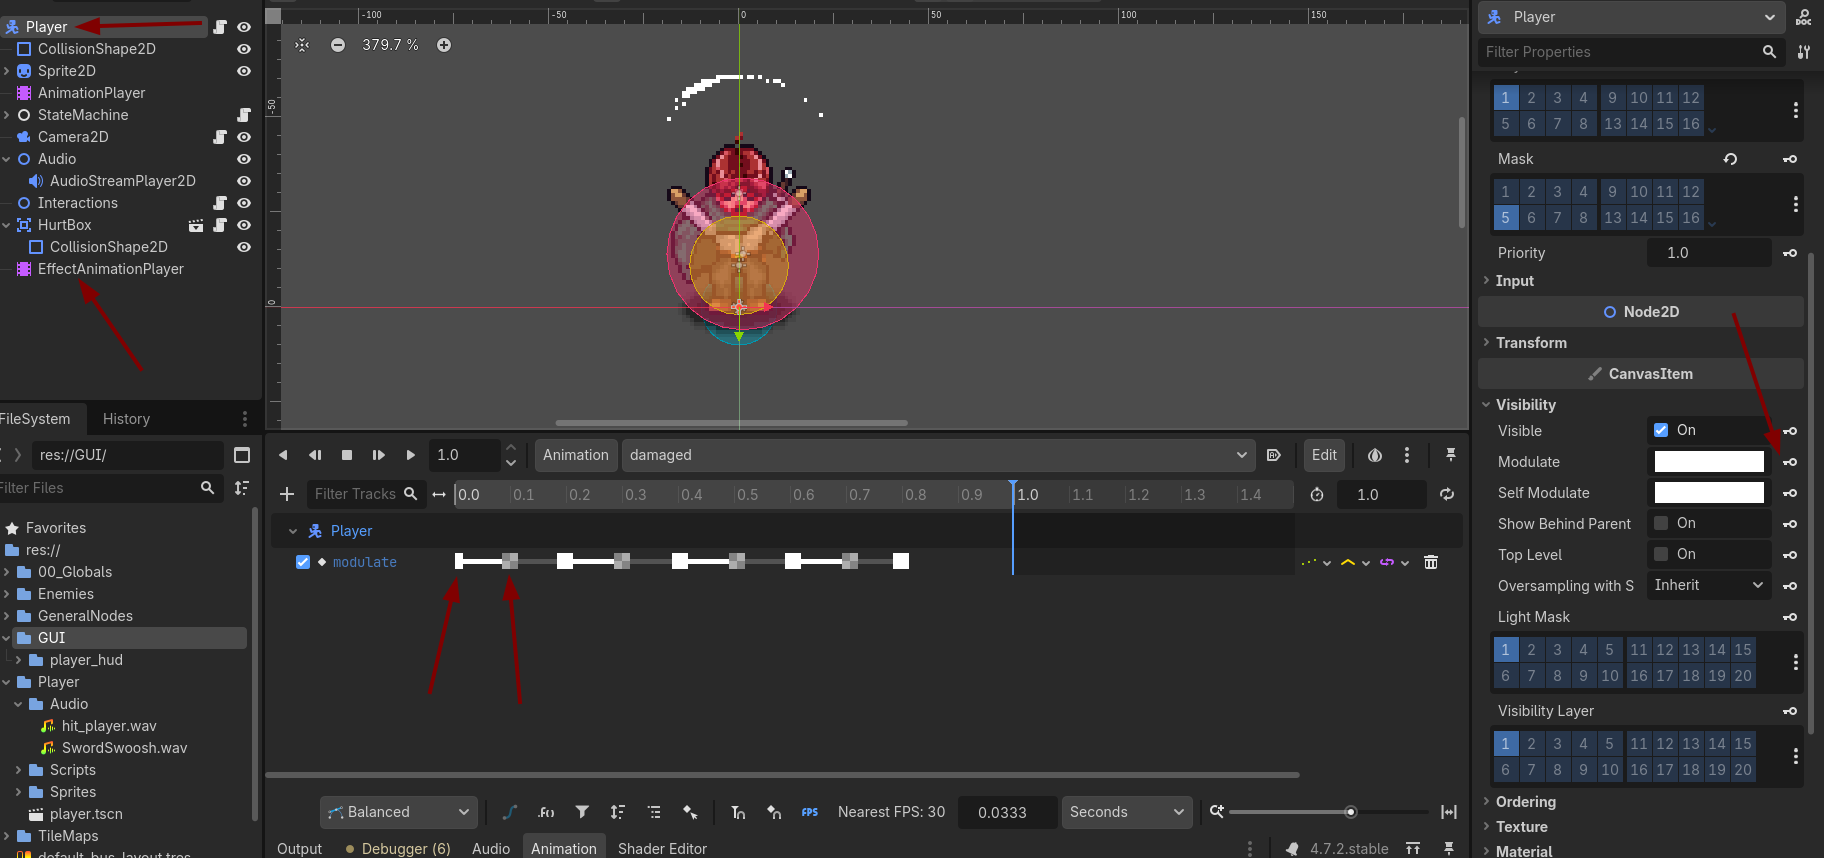 Player
CollisionShape2D
Sprite2D
AnimationPlayer
StateMachine
Camera2D
Audio
AudioStreamPlayer2D
Interactions
HurtBox
CollisionShape2D
EffectAnimationPlayer
FileSystem
History
res://GUI/
Filter Files
Favorites
res://
00_Globals
Enemies
GeneralNodes
GUI
player_hud
Player
Audio
hit_player.wav
SwordSwoosh.wav
Scripts
Sprites
player.tscn
TileMaps
default_bus_layout.tres
-100 -50 0 50 100 150
379.7 %
-50
0
1.0 Animation damaged Edit
Filter Tracks 0.0 0.1 0.2 0.3 0.4 0.5 0.6 0.7 0.8 0.9 1.0 1.1 1.2 1.3 1.4 1.0
Player
modulate
Balanced FPS Nearest FPS: 30 0.0333 Seconds
Output Debugger (6) Audio Animation Shader Editor 4.7.2.stable
Player DOC
Filter Properties
1 2 3 4 9 10 11 12
5 6 7 8 13 14 15 16
Mask
1 2 3 4 9 10 11 12
5 6 7 8 13 14 15 16
Priority 1.0
Input
Node2D
Transform
CanvasItem
Visibility
Visible On
Modulate
Self Modulate
Show Behind Parent On
Top Level On
Oversampling with S Inherit
Light Mask
1 2 3 4 5 11 12 13 14 15
6 7 8 9 10 16 17 18 19 20
Visibility Layer
1 2 3 4 5 11 12 13 14 15
6 7 8 9 10 16 17 18 19 20
Ordering
Texture
Material